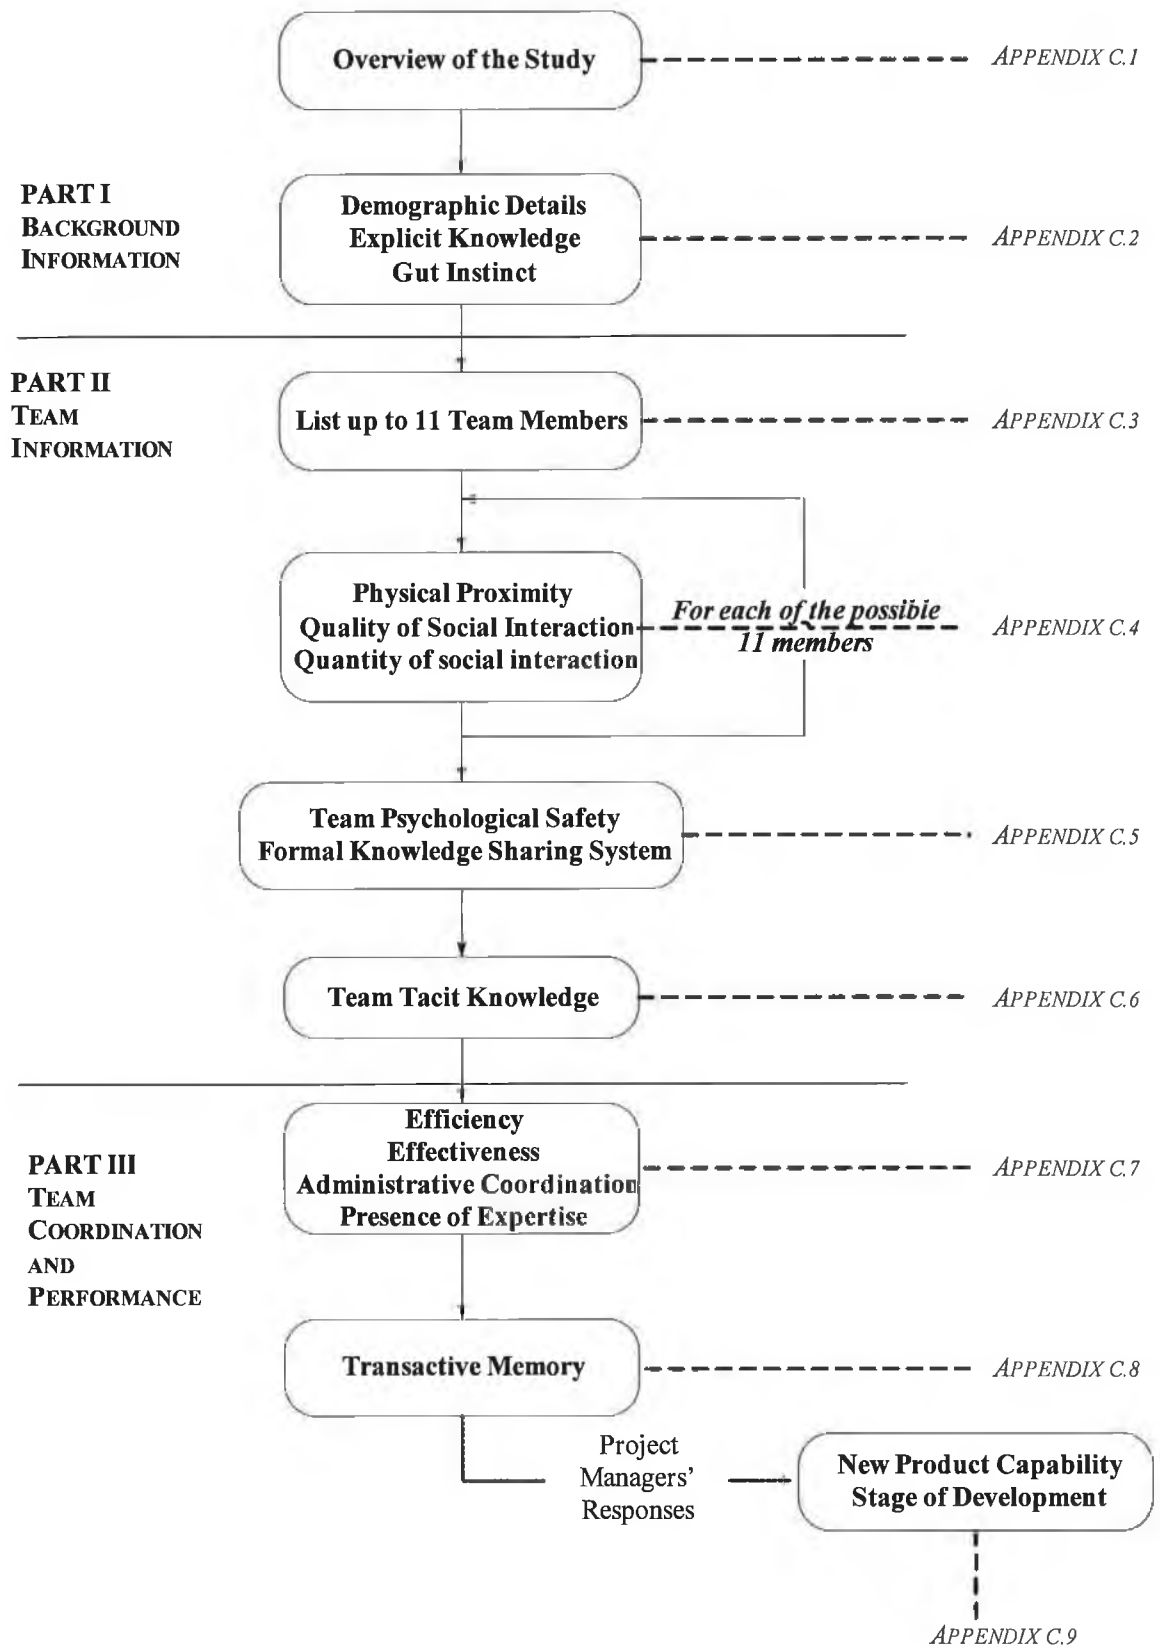 Overview of the Study
APPENDIX C.1
PART I
BACKGROUND
INFORMATION
Demographic Details
Explicit Knowledge
Gut Instinct
APPENDIX C.2
PART II
TEAM
INFORMATION
List up to 11 Team Members
APPENDIX C.3
Physical Proximity
Quality of Social Interaction
Quantity of social interaction
For each of the possible
11 members
APPENDIX C.4
Team Psychological Safety
Formal Knowledge Sharing System
APPENDIX C.5
Team Tacit Knowledge
APPENDIX C.6
PART III
TEAM
COORDINATION
AND
PERFORMANCE
Efficiency
Effectiveness
Administrative Coordination
Presence of Expertise
APPENDIX C.7
Transactive Memory
APPENDIX C.8
Project
Managers'
Responses
New Product Capability
Stage of Development
APPENDIX C.9